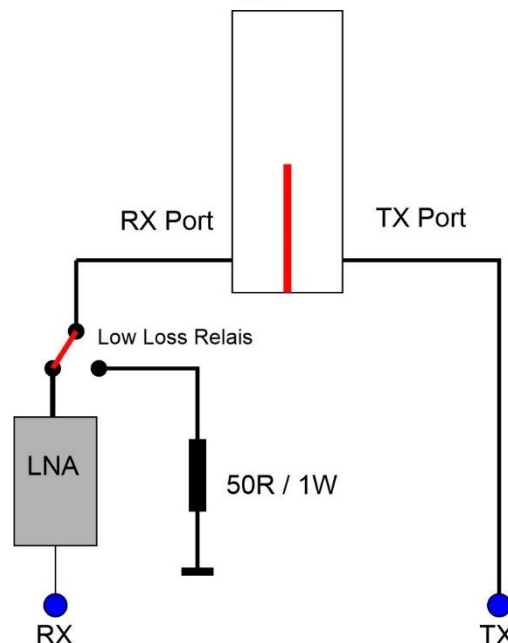 RX Port
TX Port
Low Loss Relais
LNA
50R / 1W
RX
TX